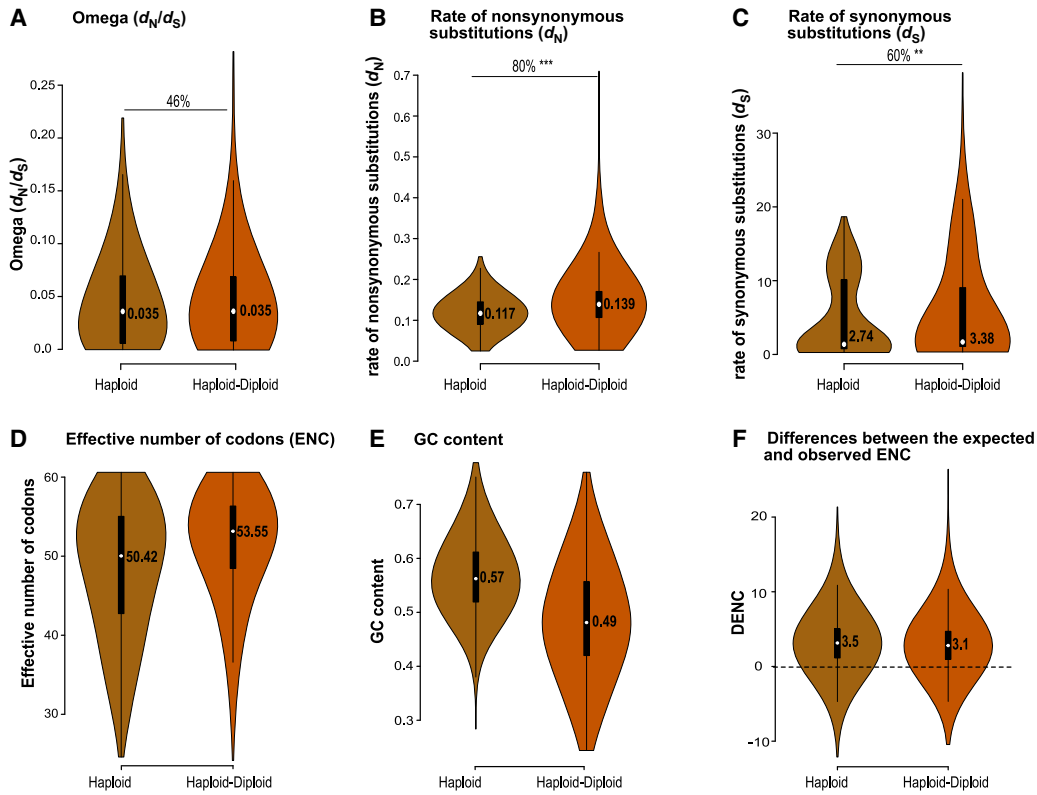 A Omega (dN/dS)
Omega (dN/dS)
0.25
0.20
0.15
0.10
0.05
0.0
46%
0.035
0.035
Haploid
Haploid-Diploid
B Rate of nonsynonymous
substitutions (dN)
rate of nonsynonymous substitutions (dN)
0.7
0.6
0.5
0.4
0.3
0.2
0.1
0.0
80% ***
0.117
0.139
Haploid
Haploid-Diploid
C Rate of synonymous
substitutions (dS)
rate of synonymous substitutions (dS)
30
20
10
0
60% **
2.74
3.38
Haploid
Haploid-Diploid
D Effective number of codons (ENC)
Effective number of codons
60
50
40
30
50.42
53.55
Haploid
Haploid-Diploid
E GC content
GC content
0.7
0.6
0.5
0.4
0.3
0.57
0.49
Haploid
Haploid-Diploid
F Differences between the expected
and observed ENC
DENC
20
10
0
−10
3.5
3.1
Haploid
Haploid-Diploid